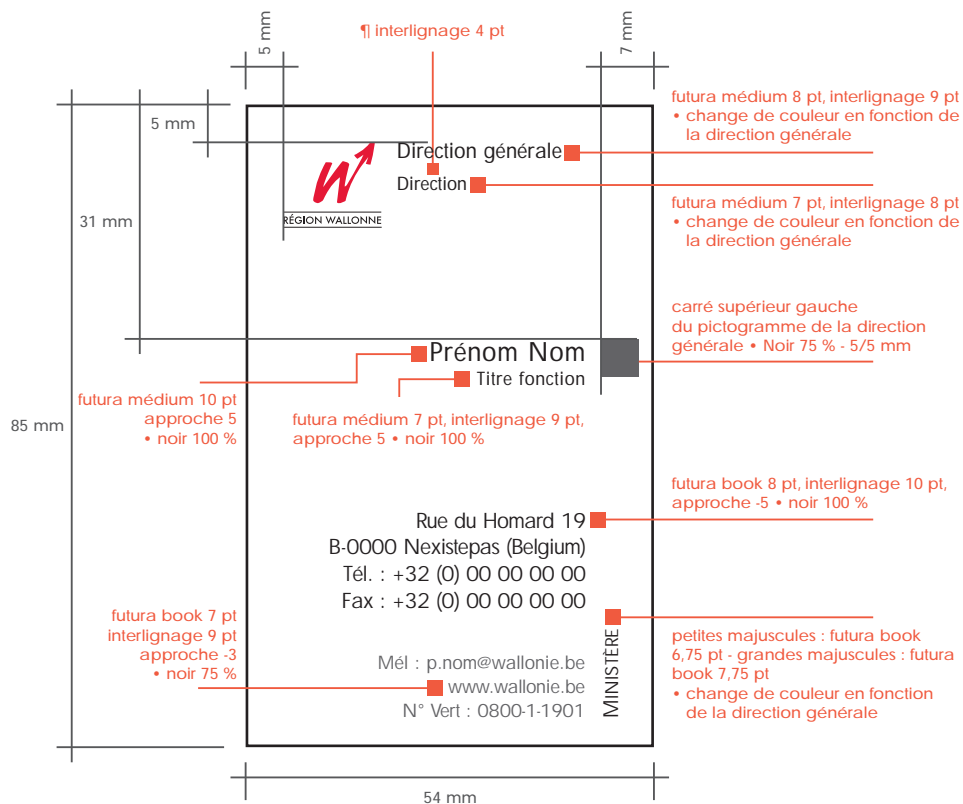 5 mm
¶ interlignage 4 pt
7 mm
5 mm
31 mm
85 mm
54 mm
RÉGION WALLONNE
Direction générale
Direction
futura médium 8 pt, interlignage 9 pt
• change de couleur en fonction de
la direction générale
futura médium 7 pt, interlignage 8 pt
• change de couleur en fonction de
la direction générale
carré supérieur gauche
du pictogramme de la direction
générale • Noir 75 % - 5/5 mm
Prénom Nom
Titre fonction
futura médium 10 pt
approche 5
• noir 100 %
futura médium 7 pt, interlignage 9 pt,
approche 5 • noir 100 %
futura book 8 pt, interlignage 10 pt,
approche -5 • noir 100 %
Rue du Homard 19
B-0000 Nexistepas (Belgium)
Tél. : +32 (0) 00 00 00 00
Fax : +32 (0) 00 00 00 00
futura book 7 pt
interlignage 9 pt
approche -3
• noir 75 %
Mél : p.nom@wallonie.be
www.wallonie.be
N° Vert : 0800-1-1901
MINISTÈRE
petites majuscules : futura book
6,75 pt - grandes majuscules : futura
book 7,75 pt
• change de couleur en fonction
de la direction générale